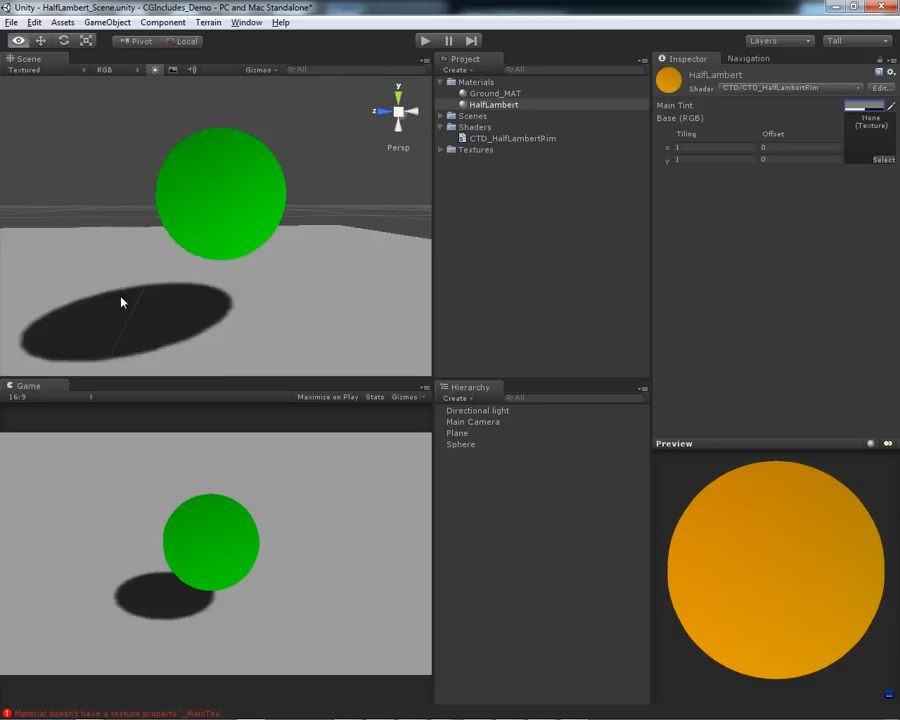 Unity - HalfLambert_Scene.unity - CGIncludes_Demo - PC and Mac Standalone*
File Edit Assets GameObject Component Terrain Window Help
Pivot Local Layers Tall
Scene
Textured RGB Gizmos All
y
z
Persp
Project
Create All
Materials
Ground_MAT
HalfLambert
Scenes
Shaders
CTD_HalfLambertRim
Textures
Inspector Navigation
HalfLambert
Shader CTD/CTD_HalfLambertRim Edit...
Main Tint
Base (RGB)
None
(Texture)
Tiling Offset
x 1 0
y 1 0
Select
Game
16:9 Maximize on Play Stats Gizmos
Hierarchy
Create All
Directional light
Main Camera
Plane
Sphere
Preview
Material doesn't have a texture property '_MainTex'